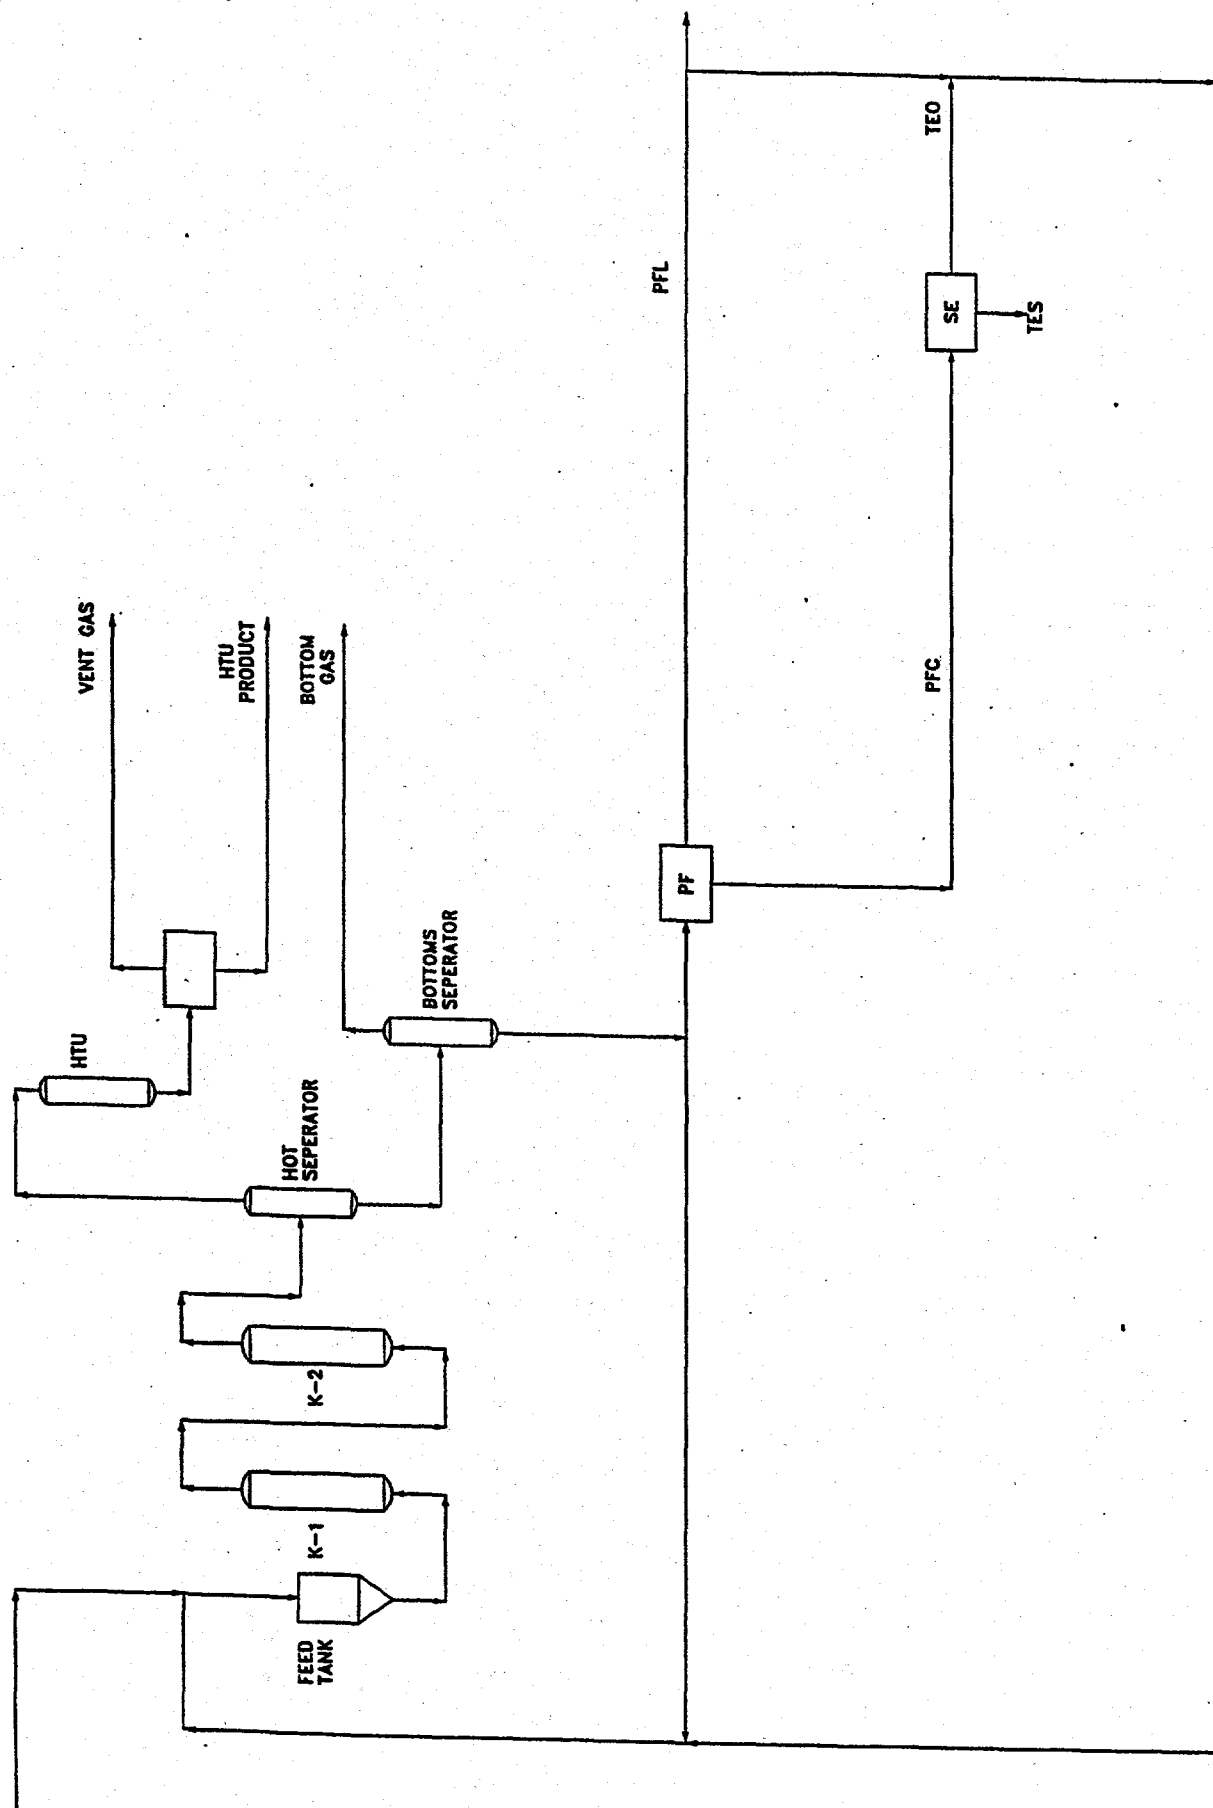 FEED
TANK
K-1
K-2
HOT
SEPERATOR
HTU
BOTTOMS
SEPERATOR
VENT GAS
HTU
PRODUCT
BOTTOM
GAS
PF
PFL
PFC
SE
TES
TEO